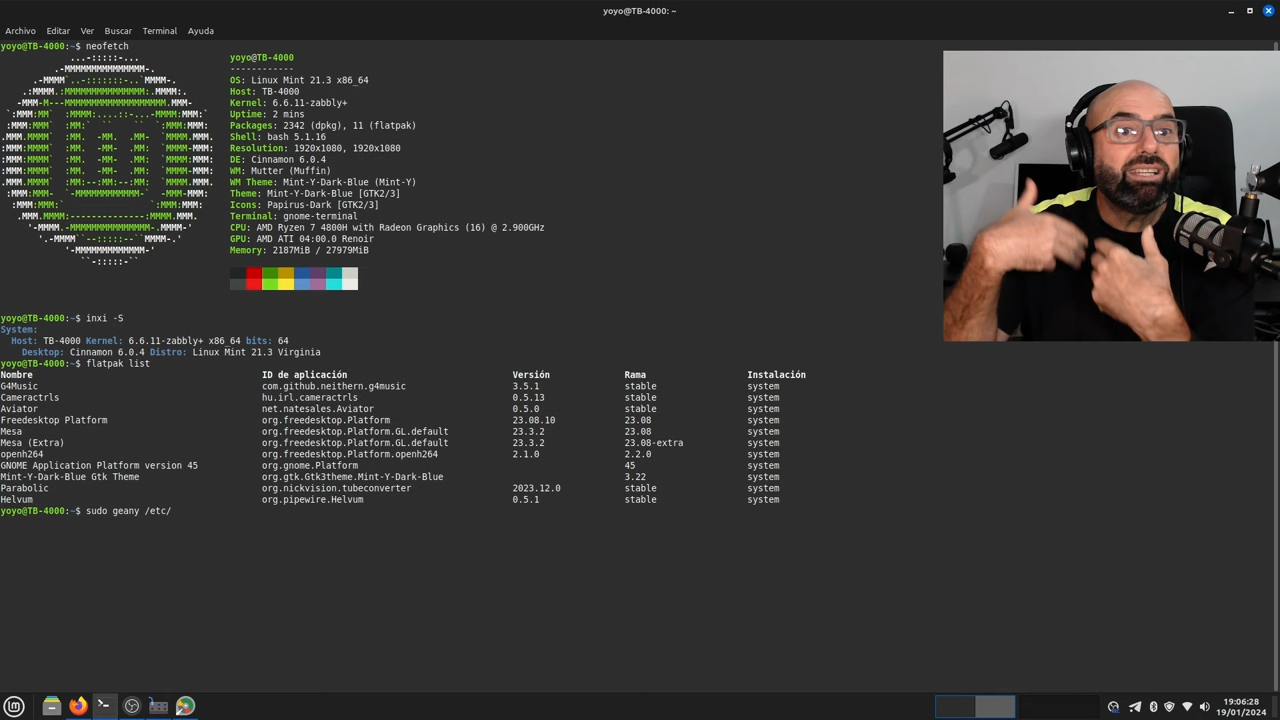 yoyo@TB-4000: ~
Archivo Editar Ver Buscar Terminal Ayuda
yoyo@TB-4000:~$ neofetch
yoyo@TB-4000
------------
OS: Linux Mint 21.3 x86_64
Host: TB-4000
Kernel: 6.6.11-zabbly+
Uptime: 2 mins
Packages: 2342 (dpkg), 11 (flatpak)
Shell: bash 5.1.16
Resolution: 1920x1080, 1920x1080
DE: Cinnamon 6.0.4
WM: Mutter (Muffin)
WM Theme: Mint-Y-Dark-Blue (Mint-Y)
Theme: Mint-Y-Dark-Blue [GTK2/3]
Icons: Papirus-Dark [GTK2/3]
Terminal: gnome-terminal
CPU: AMD Ryzen 7 4800H with Radeon Graphics (16) @ 2.900GHz
GPU: AMD ATI 04:00.0 Renoir
Memory: 2187MiB / 27979MiB
yoyo@TB-4000:~$ inxi -S
System:
Host: TB-4000 Kernel: 6.6.11-zabbly+ x86_64 bits: 64
Desktop: Cinnamon 6.0.4 Distro: Linux Mint 21.3 Virginia
yoyo@TB-4000:~$ flatpak list
Nombre ID de aplicación Versión Rama Instalación
G4Music com.github.neithern.g4music 3.5.1 stable system
Cameractrls hu.irl.cameractrls 0.5.13 stable system
Aviator net.natesales.Aviator 0.5.0 stable system
Freedesktop Platform org.freedesktop.Platform 23.08.10 23.08 system
Mesa org.freedesktop.Platform.GL.default 23.3.2 23.08 system
Mesa (Extra) org.freedesktop.Platform.GL.default 23.3.2 23.08-extra system
openh264 org.freedesktop.Platform.openh264 2.1.0 2.2.0 system
GNOME Application Platform version 45 org.gnome.Platform 45 system
Mint-Y-Dark-Blue Gtk Theme org.gtk.Gtk3theme.Mint-Y-Dark-Blue 3.22 system
Parabolic org.nickvision.tubeconverter 2023.12.0 stable system
Helvum org.pipewire.Helvum 0.5.1 stable system
yoyo@TB-4000:~$ sudo geany /etc/
19:06:28
19/01/2024